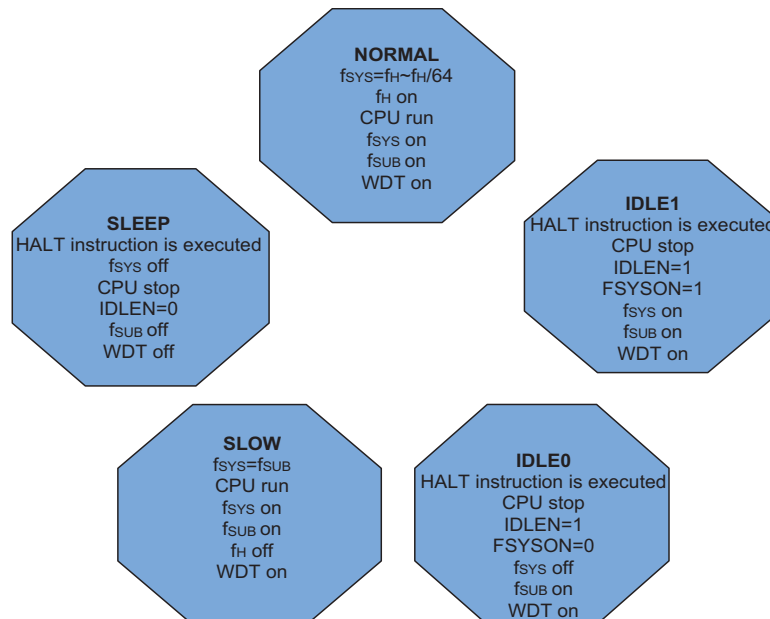 NORMAL
fSYS=fH~fH/64
fH on
CPU run
fSYS on
fSUB on
WDT on
SLEEP
HALT instruction is executed
fSYS off
CPU stop
IDLEN=0
fSUB off
WDT off
IDLE1
HALT instruction is executed
CPU stop
IDLEN=1
FSYSON=1
fSYS on
fSUB on
WDT on
SLOW
fSYS=fSUB
CPU run
fSYS on
fSUB on
fH off
WDT on
IDLE0
HALT instruction is executed
CPU stop
IDLEN=1
FSYSON=0
fSYS off
fSUB on
WDT on